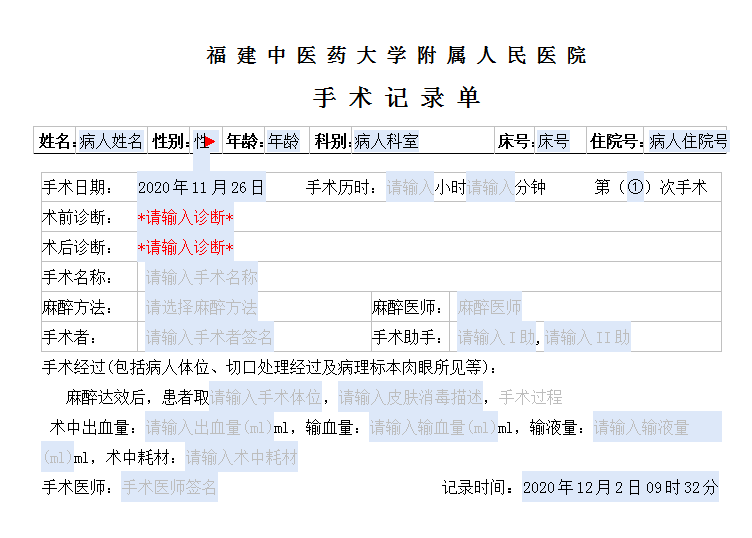 福建中医药大学附属人民医院
手术记录单
姓名: 病人姓名 性别: 性 年龄: 年龄 科别: 病人科室 床号: 床号 住院号: 病人住院号
手术日期: 2020年11月26日 手术历时: 请输入小时请输入分钟 第（①）次手术
术前诊断: *请输入诊断*
术后诊断: *请输入诊断*
手术名称: 请输入手术名称
麻醉方法: 请选择麻醉方法 麻醉医师: 麻醉医师
手术者: 请输入手术者签名 手术助手: 请输入I助,请输入II助
手术经过(包括病人体位、切口处理经过及病理标本肉眼所见等):
麻醉达效后，患者取请输入手术体位，请输入皮肤消毒描述，手术过程
术中出血量: 请输入出血量(ml)ml，输血量: 请输入输血量(ml)ml，输液量: 请输入输液量
(ml)ml，术中耗材: 请输入术中耗材
手术医师: 手术医师签名 记录时间: 2020年12月2日09时32分